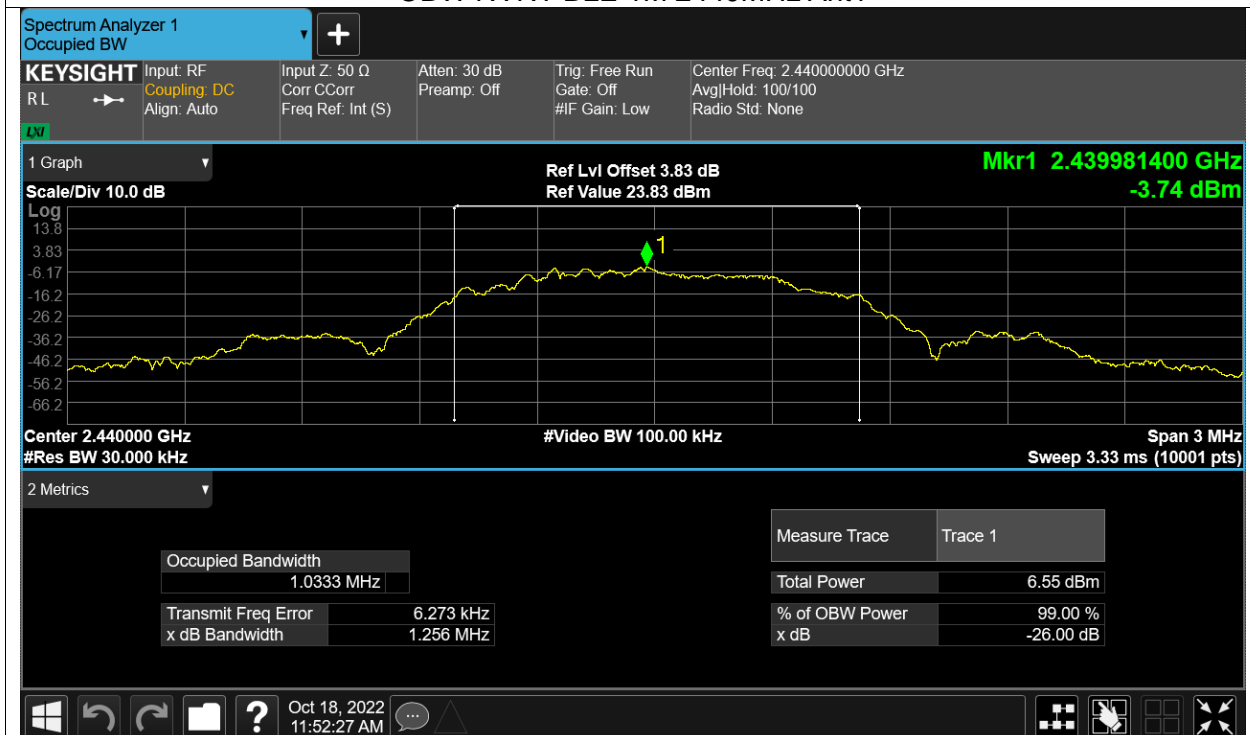 Spectrum Analyzer 1
Occupied BW
KEYSIGHT
R L
LXI
Input: RF
Coupling: DC
Align: Auto
Input Z: 50 Ω
Corr CCorr
Freq Ref: Int (S)
Atten: 30 dB
Preamp: Off
Trig: Free Run
Gate: Off
#IF Gain: Low
Center Freq: 2.440000000 GHz
Avg|Hold: 100/100
Radio Std: None
1 Graph
Scale/Div 10.0 dB
Ref Lvl Offset 3.83 dB
Ref Value 23.83 dBm
Mkr1 2.439981400 GHz
-3.74 dBm
Log
13.8
3.83
-6.17
-16.2
-26.2
-36.2
-46.2
-56.2
-66.2
1
Center 2.440000 GHz
#Video BW 100.00 kHz
Span 3 MHz
#Res BW 30.000 kHz
Sweep 3.33 ms (10001 pts)
2 Metrics
Measure Trace Trace 1
Occupied Bandwidth
1.0333 MHz
Total Power 6.55 dBm
Transmit Freq Error 6.273 kHz
% of OBW Power 99.00 %
x dB Bandwidth 1.256 MHz
x dB -26.00 dB
?
Oct 18, 2022
11:52:27 AM